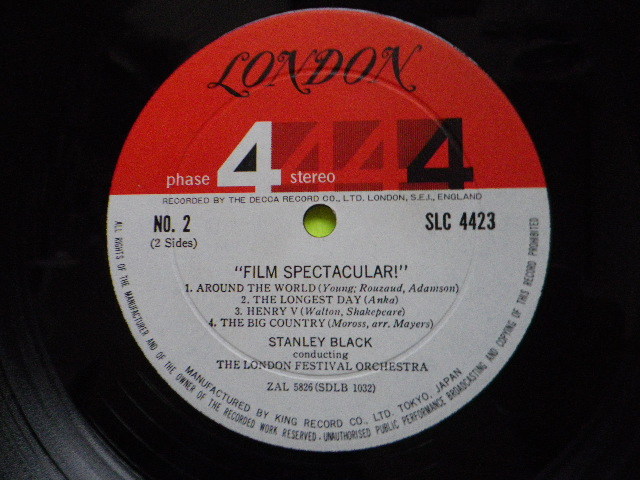 LONDON
phase 4444 stereo
RECORDED BY THE DECCA RECORD CO., LTD. LONDON, S.E.I., ENGLAND
NO. 2 SLC 4423
(2 Sides)
"FILM SPECTACULAR!"
1. AROUND THE WORLD (Young; Rouzaud, Adamson)
2. THE LONGEST DAY (Anka)
3. HENRY V (Walton, Shakepeare)
4. THE BIG COUNTRY (Moross, arr. Mayers)
STANLEY BLACK
conducting
THE LONDON FESTIVAL ORCHESTRA
ZAL 5826 (SDLB 1032)
MANUFACTURED BY KING RECORD CO., LTD. TOKYO, JAPAN
ALL RIGHTS OF THE MANUFACTURER AND OF THE OWNER OF THE RECORDED WORK RESERVED · UNAUTHORISED PUBLIC PERFORMANCE BROADCASTING AND COPYING OF THIS RECORD PROHIBITED